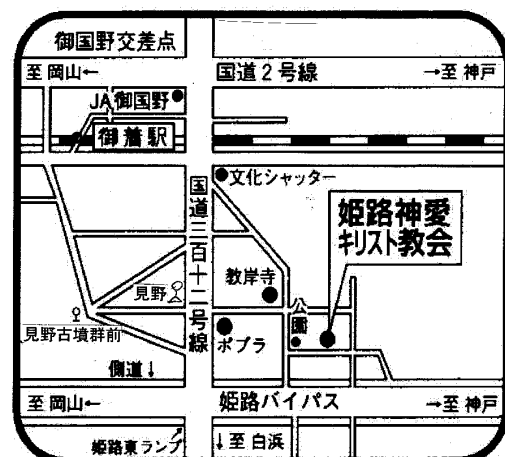 御国野交差点
至 岡山←
国道2号線
→至 神戸
JA 御国野
御着駅
文化シャッター
国道三百十二号線
姫路神愛
キリスト教会
教岸寺
見野
公園
見野古墳群前
ポプラ
側道↓
至 岡山←
姫路バイパス
→至 神戸
姫路東ランプ
↓至 白浜